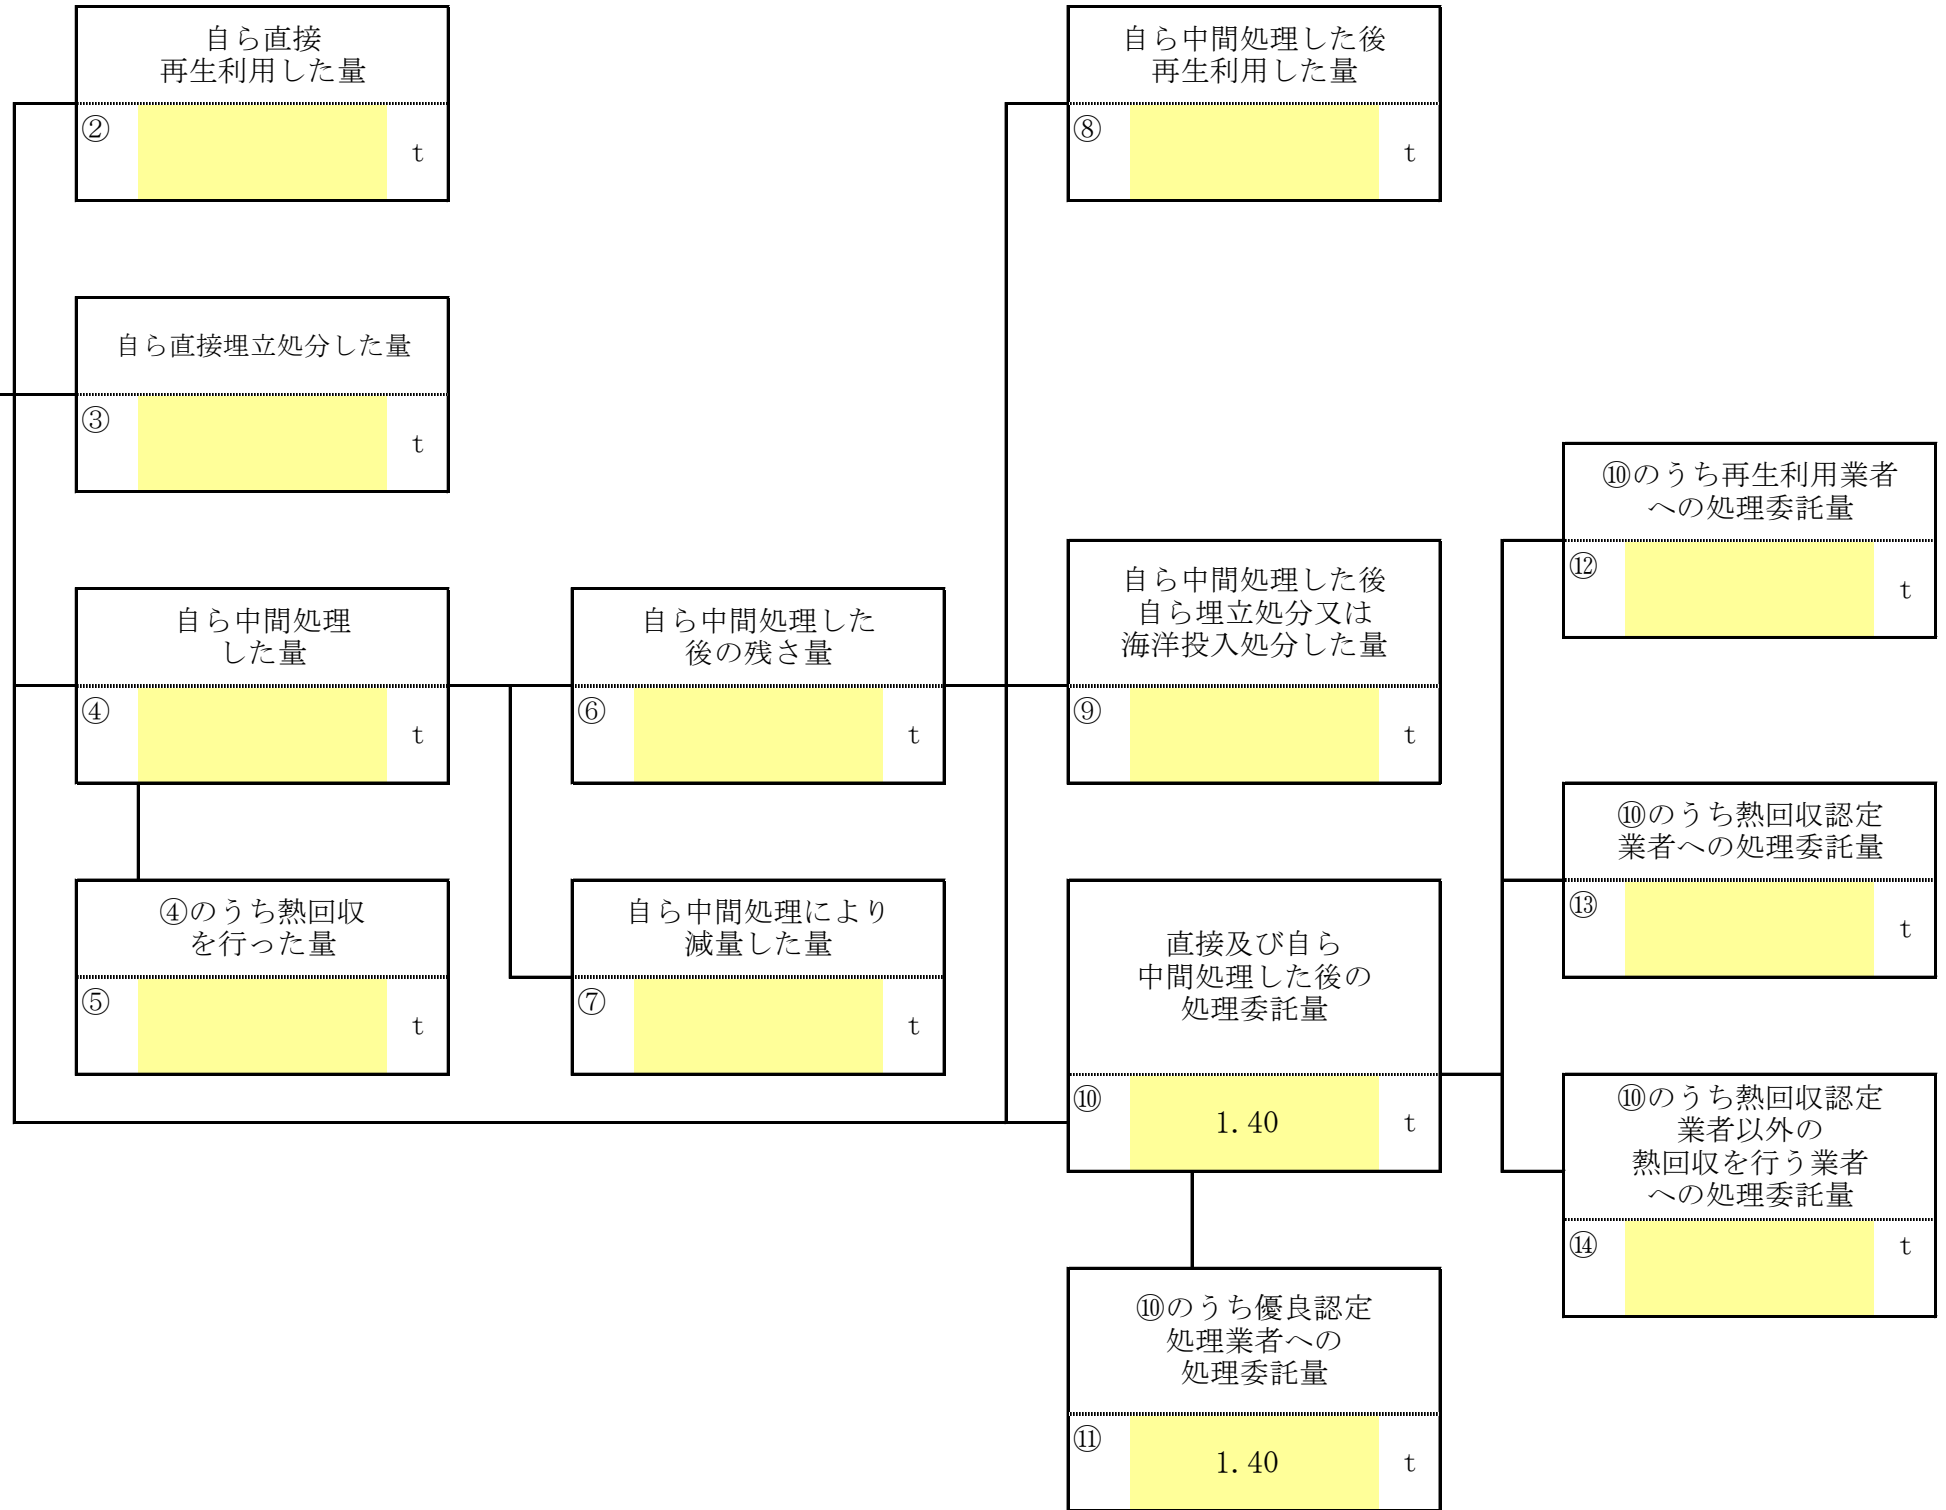 自ら直接
再生利用した量
②
t
自ら中間処理した後
再生利用した量
⑧
t
自ら直接埋立処分した量
③
t
⑩のうち再生利用業者
への処理委託量
⑫
t
自ら中間処理
した量
④
t
自ら中間処理した
後の残さ量
⑥
t
自ら中間処理した後
自ら埋立処分又は
海洋投入処分した量
⑨
t
⑩のうち熱回収認定
業者への処理委託量
⑬
t
④のうち熱回収
を行った量
⑤
t
自ら中間処理により
減量した量
⑦
t
直接及び自ら
中間処理した後の
処理委託量
⑩
1.40
t
⑩のうち熱回収認定
業者以外の
熱回収を行う業者
への処理委託量
⑭
t
⑩のうち優良認定
処理業者への
処理委託量
⑪
1.40
t